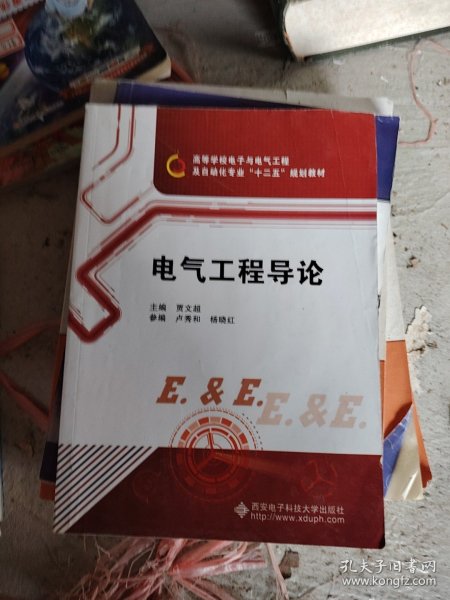 高等学校电子与电气工程
及自动化专业“十二五”规划教材
电气工程导论
主编 贾文超
参编 卢秀和 杨晓红
E. & E.
E. & E.
西安电子科技大学出版社
http://www.xduph.com
孔夫子旧书网
www.kongfz.com